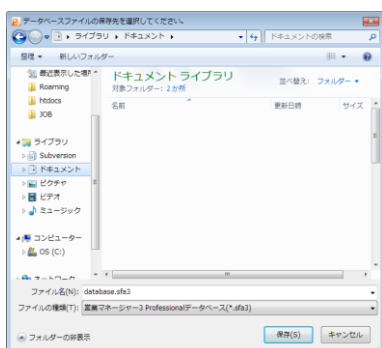 データベースファイルの保存先を選択してください。
ライブラリ ▸ ドキュメント ▸
ドキュメントの検索
整理 ▼ 新しいフォルダー
最近表示した場所
Roaming
htdocs
JOB
ライブラリ
Subversion
ドキュメント
ピクチャ
ビデオ
ミュージック
コンピューター
OS (C:)
ネットワーク
ドキュメント ライブラリ
対象フォルダー: 2 か所
並べ替え: フォルダー ▼
名前 更新日時 サイズ
ファイル名(N): database.sfa3
ファイルの種類(T): 営業マネージャー3 Professionalデータベース(*.sfa3)
フォルダーの非表示
保存(S) キャンセル